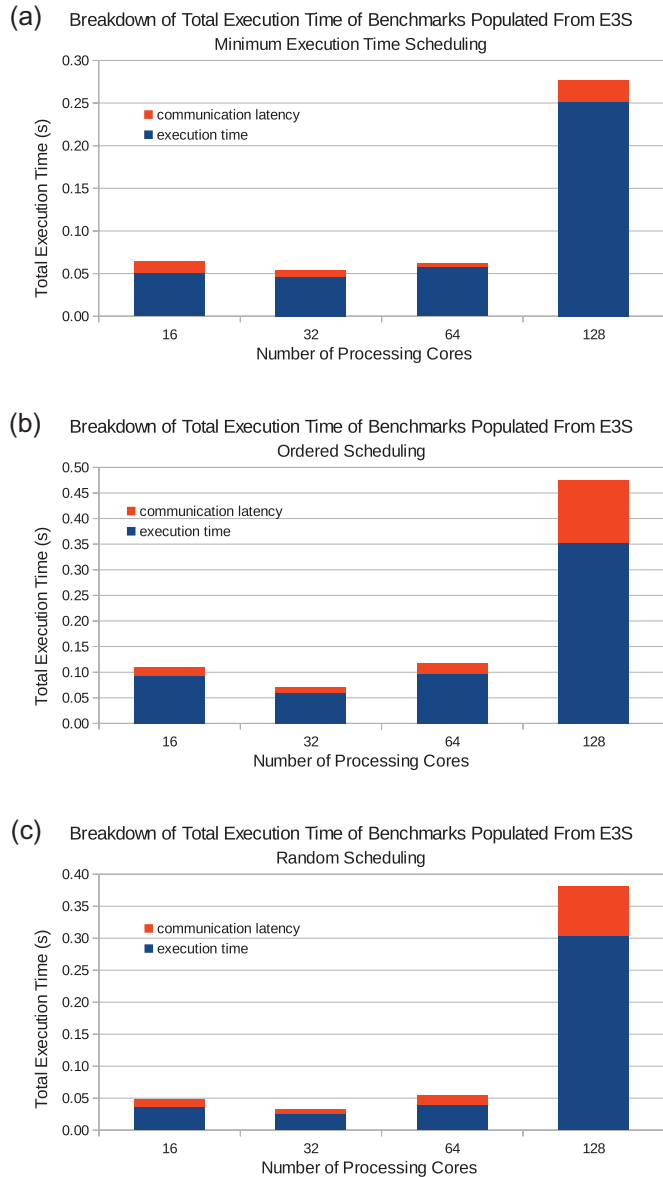 (a) Breakdown of Total Execution Time of Benchmarks Populated From E3S
Minimum Execution Time Scheduling
Total Execution Time (s)
0.30
0.25
0.20
0.15
0.10
0.05
0.00
communication latency
execution time
16 32 64 128
Number of Processing Cores
(b) Breakdown of Total Execution Time of Benchmarks Populated From E3S
Ordered Scheduling
Total Execution Time (s)
0.50
0.45
0.40
0.35
0.30
0.25
0.20
0.15
0.10
0.05
0.00
communication latency
execution time
16 32 64 128
Number of Processing Cores
(c) Breakdown of Total Execution Time of Benchmarks Populated From E3S
Random Scheduling
Total Execution Time (s)
0.40
0.35
0.30
0.25
0.20
0.15
0.10
0.05
0.00
communication latency
execution time
16 32 64 128
Number of Processing Cores